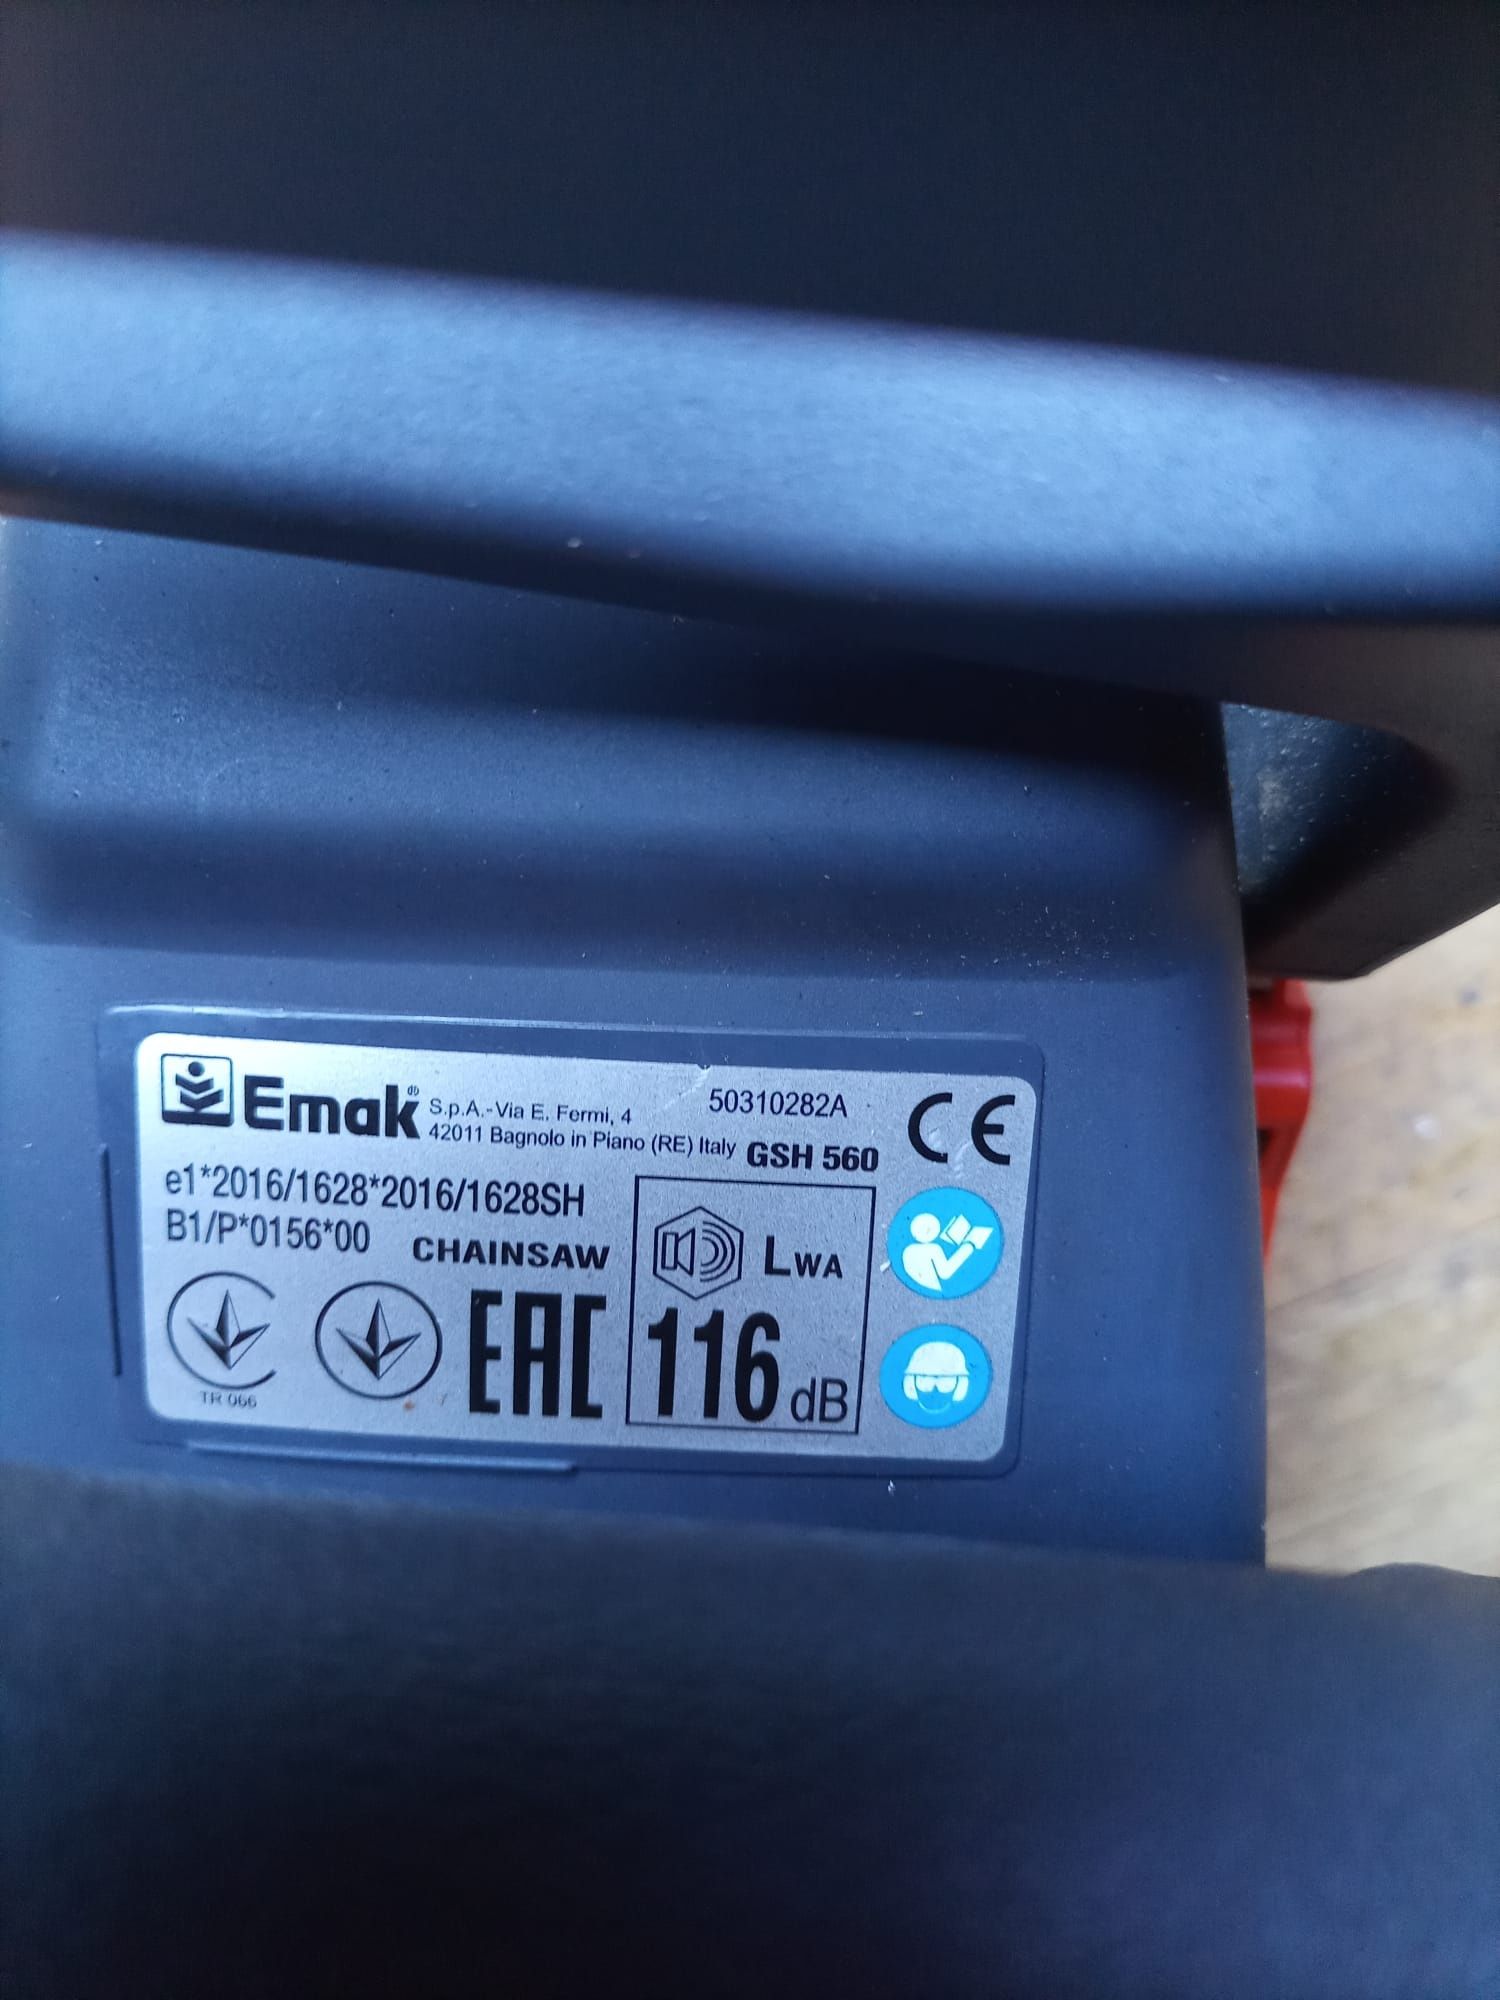 Emak
S.p.A.-Via E. Fermi, 4
42011 Bagnolo in Piano (RE) Italy
50310282A
GSH 560
CE
e1*2016/1628*2016/1628SH
B1/P*0156*00
CHAINSAW
LWA
116 dB
EAC
TR 066